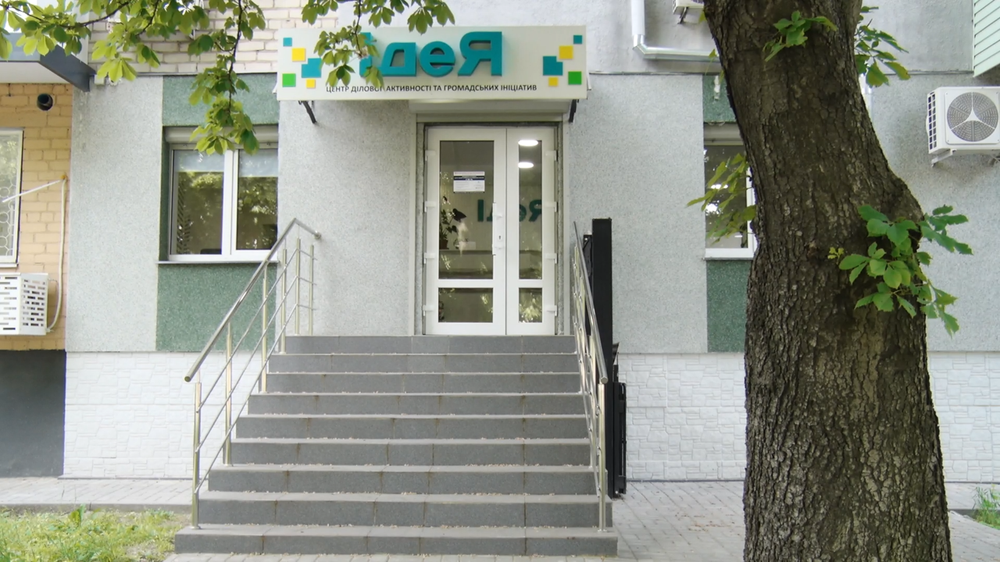 ідеЯ
ЦЕНТР ДІЛОВОЇ АКТИВНОСТІ ТА ГРОМАДСЬКИХ ІНІЦІАТИВ